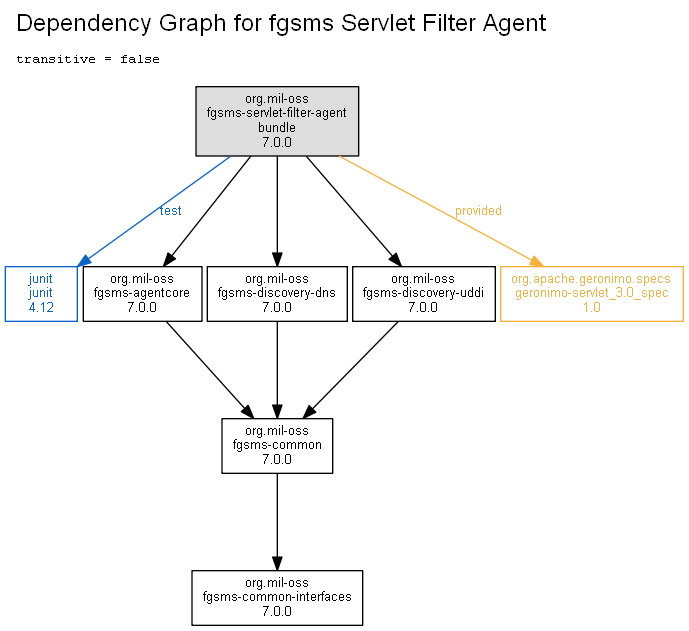 Dependency Graph for fgsms Servlet Filter Agent
transitive = false
org.mil-oss
fgsms-servlet-filter-agent
bundle
7.0.0
test
provided
junit
junit
4.12
org.mil-oss
fgsms-agentcore
7.0.0
org.mil-oss
fgsms-discovery-dns
7.0.0
org.mil-oss
fgsms-discovery-uddi
7.0.0
org.apache.geronimo.specs
geronimo-servlet_3.0_spec
1.0
org.mil-oss
fgsms-common
7.0.0
org.mil-oss
fgsms-common-interfaces
7.0.0